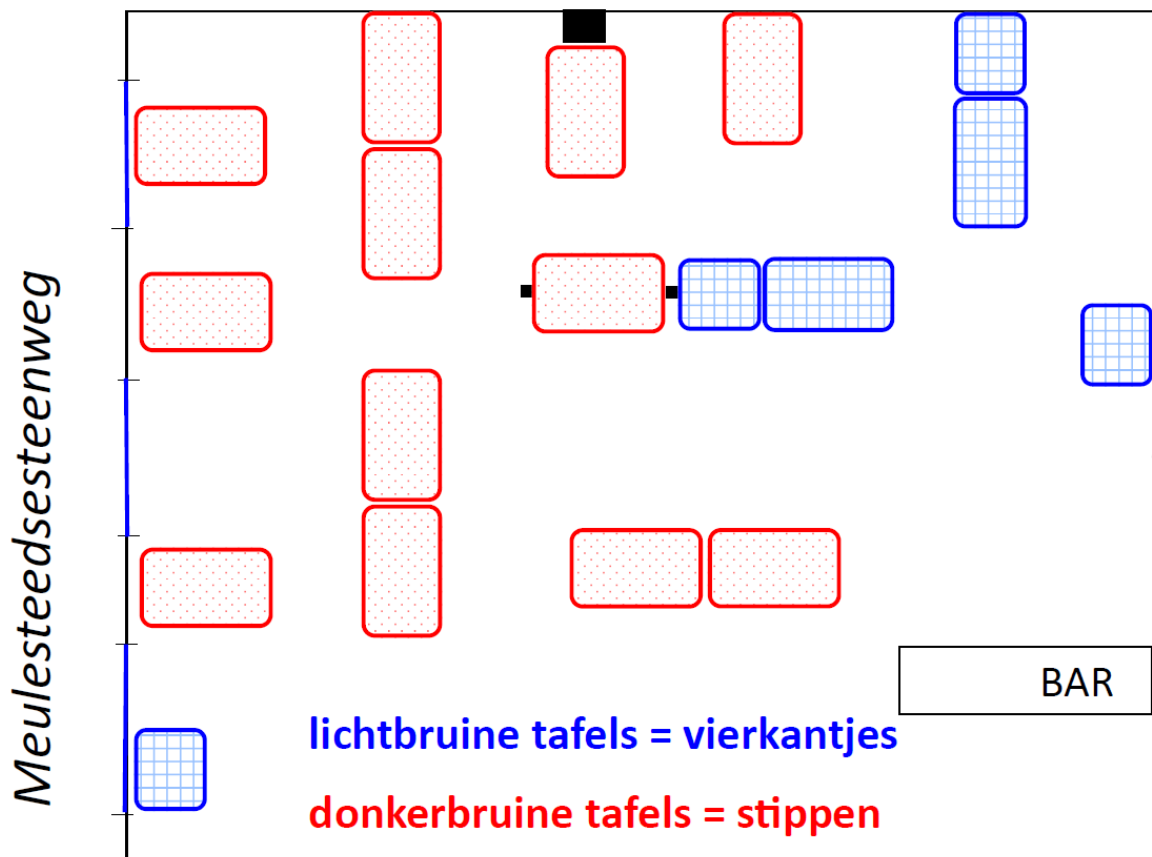 Meulesteedsesteenweg
BAR
lichtbruine tafels = vierkantjes
donkerbruine tafels = stippen